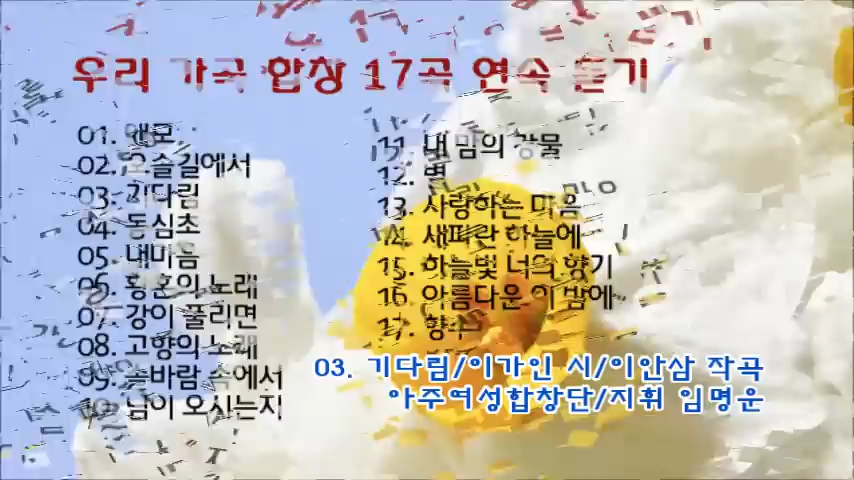 우리 가곡 합창 17곡 연속 듣기
01.
02. 오솔길에서
03. 기다림
04. 동심초
05. 내마음
06. 황혼의 노래
07. 강이 풀리면
08. 고향의 노래
09. 솔바람 속에서
10. 님이 오시는지
11. 내 맘의 강물
12. 별
13. 사랑하는 마음
14. 새파란 하늘에
15. 하늘빛 너의 향기
16. 아름다운 이 밤에
17. 향수
03. 기다림/이가인 시/이안삼 작곡
아주여성합창단/지휘 임명운